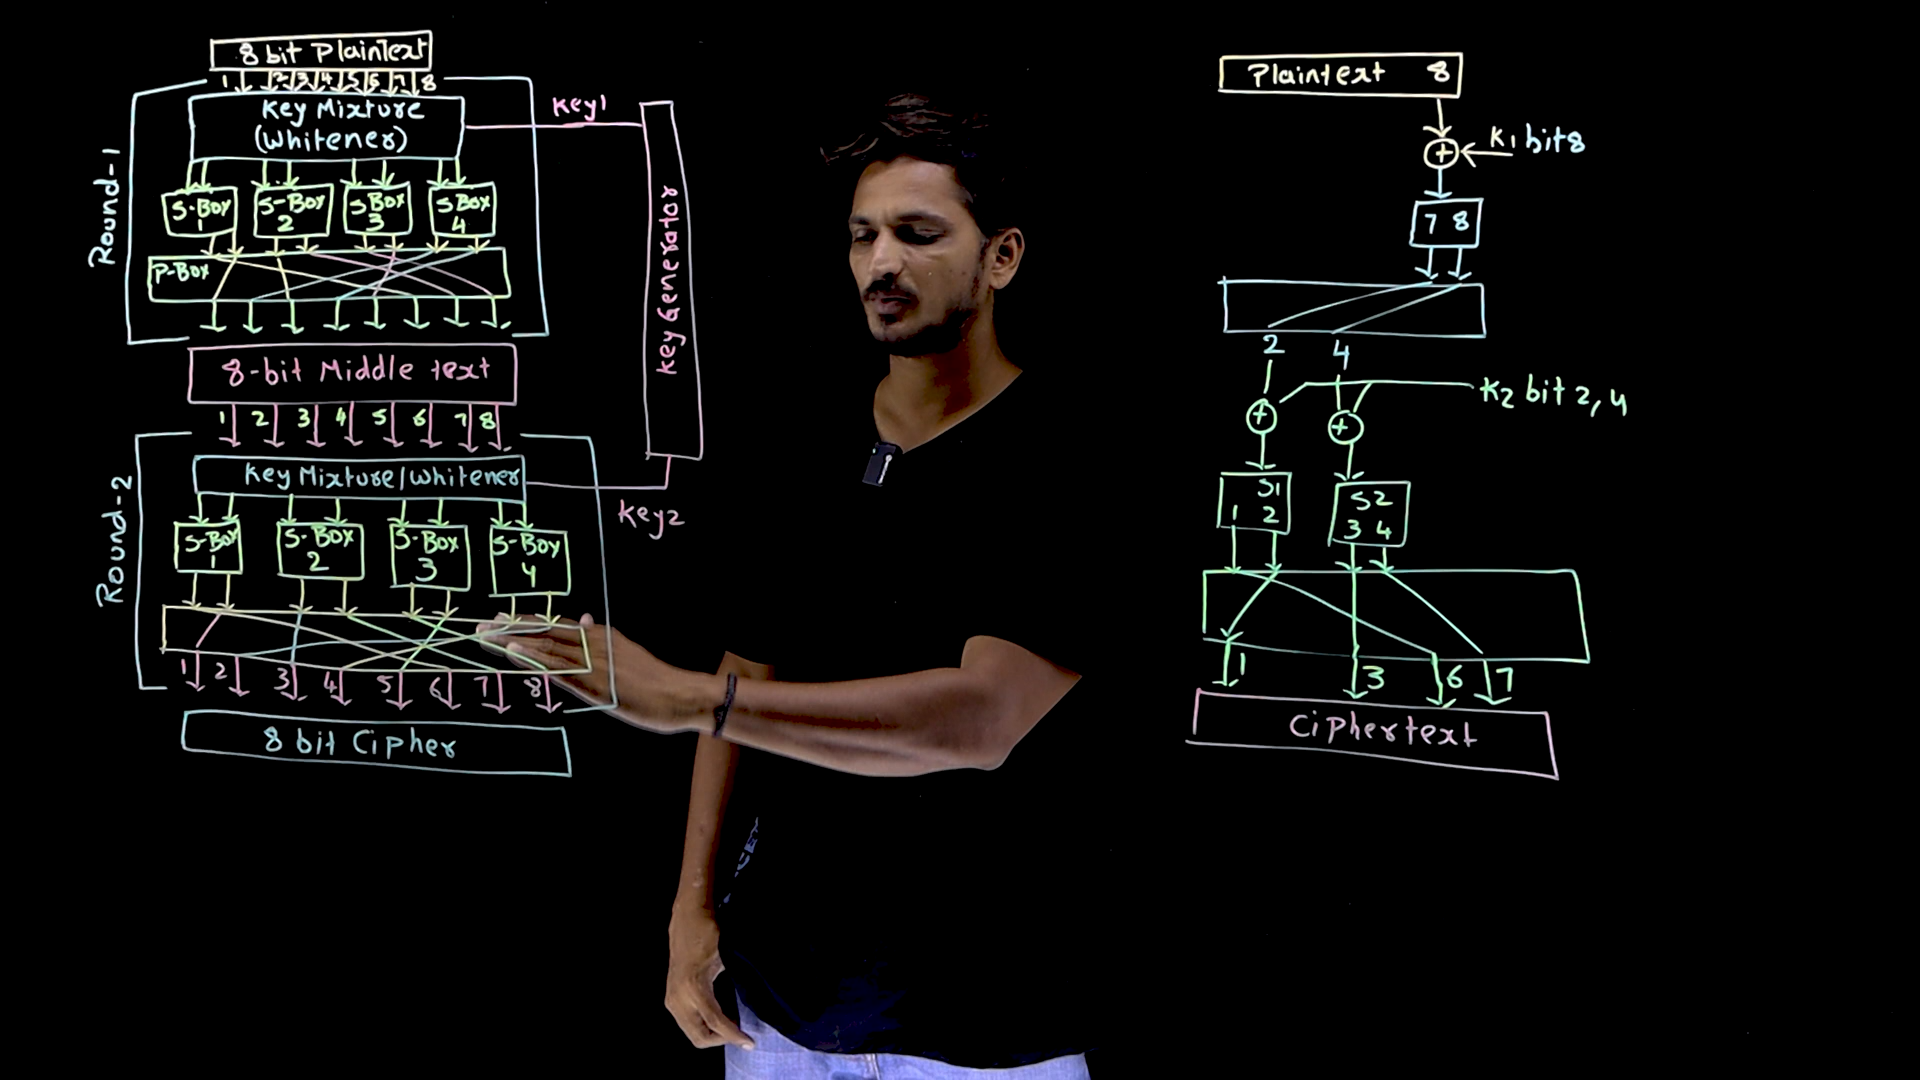 8 bit PlainText
1 2 3 4 5 6 7 8
Key Mixture
(Whitener)
Key1
Round-1
S-Box
1
S-Box
2
SBox
3
SBox
4
P-Box
Key Generator
8-bit Middle text
1 2 3 4 5 6 7 8
Key Mixture/Whitener
Key2
Round-2
S-Box
1
S-Box
2
S-Box
3
S-Box
4
1 2 3 4 5 6 7 8
8 bit Cipher
Plaintext 8
+
K1 bit8
7 8
2 4
K2 bit 2, 4
+ +
S1
1 2
S2
3 4
1 3 6 7
Ciphertext